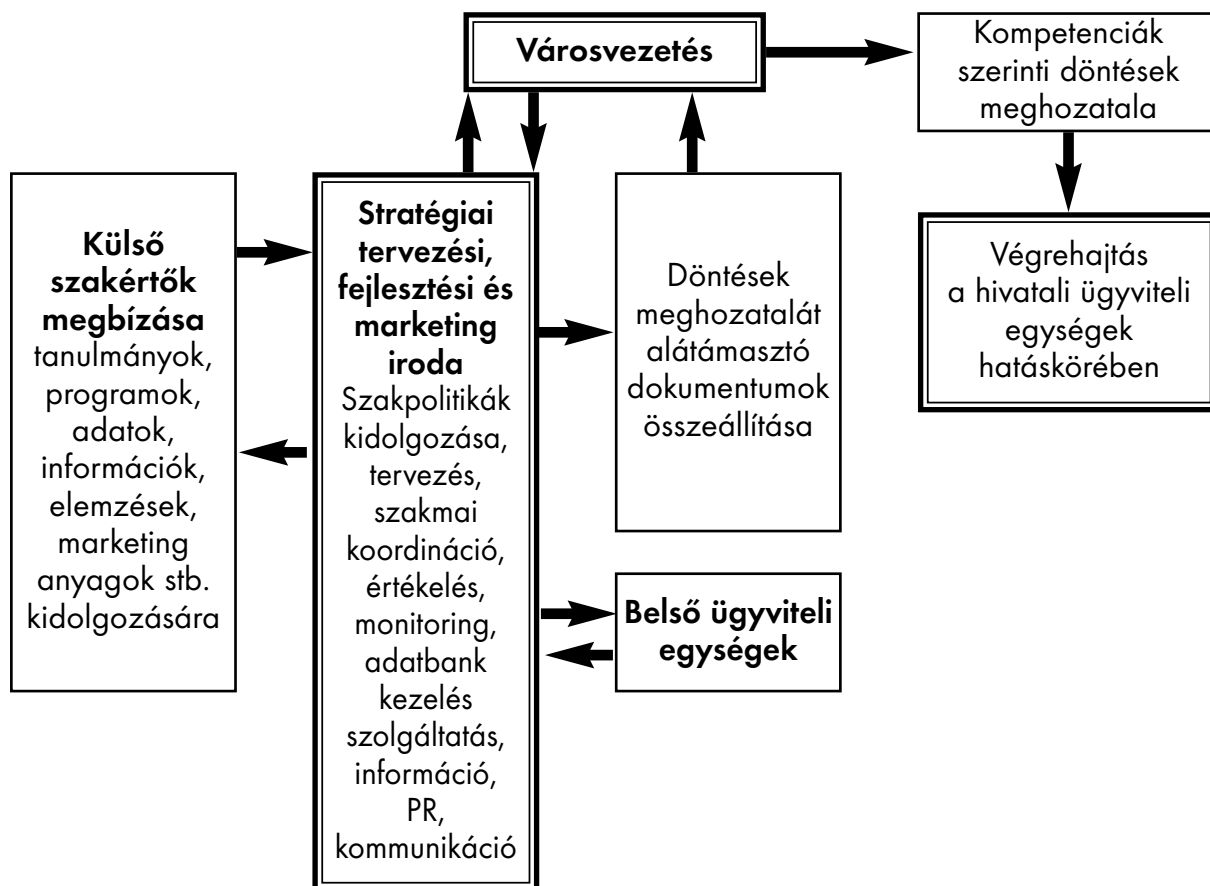 Városvezetés
Kompetenciák
szerinti döntések
meghozatala
Külső
szakértők
megbízása
tanulmányok,
programok,
adatok,
információk,
elemzések,
marketing
anyagok stb.
kidolgozására
Stratégiai
tervezési,
fejlesztési és
marketing
iroda
Szakpolitikák
kidolgozása,
tervezés,
szakmai
koordináció,
értékelés,
monitoring,
adatbank
kezelés
szolgáltatás,
információ,
PR,
kommunikáció
Döntések
meghozatalát
alátámasztó
dokumentumok
összeállítása
Végrehajtás
a hivatali ügyviteli
egységek
hatáskörében
Belső ügyviteli
egységek